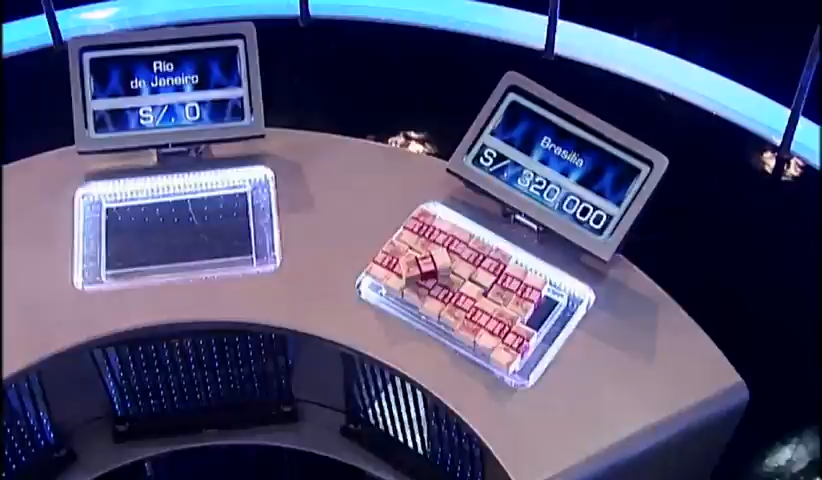 Rio
de Janeiro
S/. 0
Brasilia
S/. 320,000